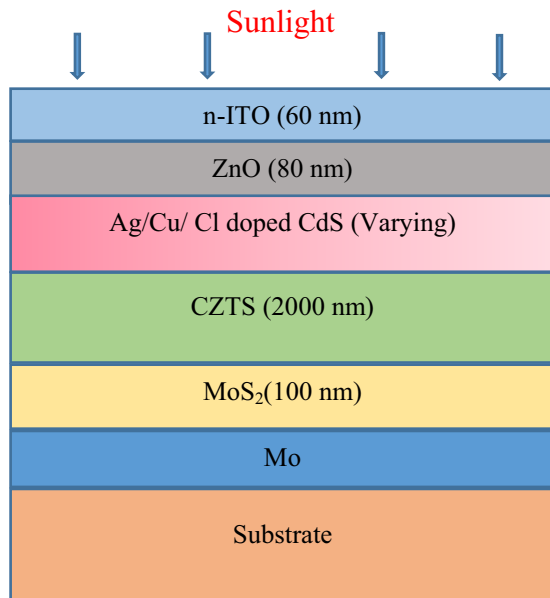 Sunlight
n-ITO (60 nm)
ZnO (80 nm)
Ag/Cu/ Cl doped CdS (Varying)
CZTS (2000 nm)
MoS₂(100 nm)
Mo
Substrate